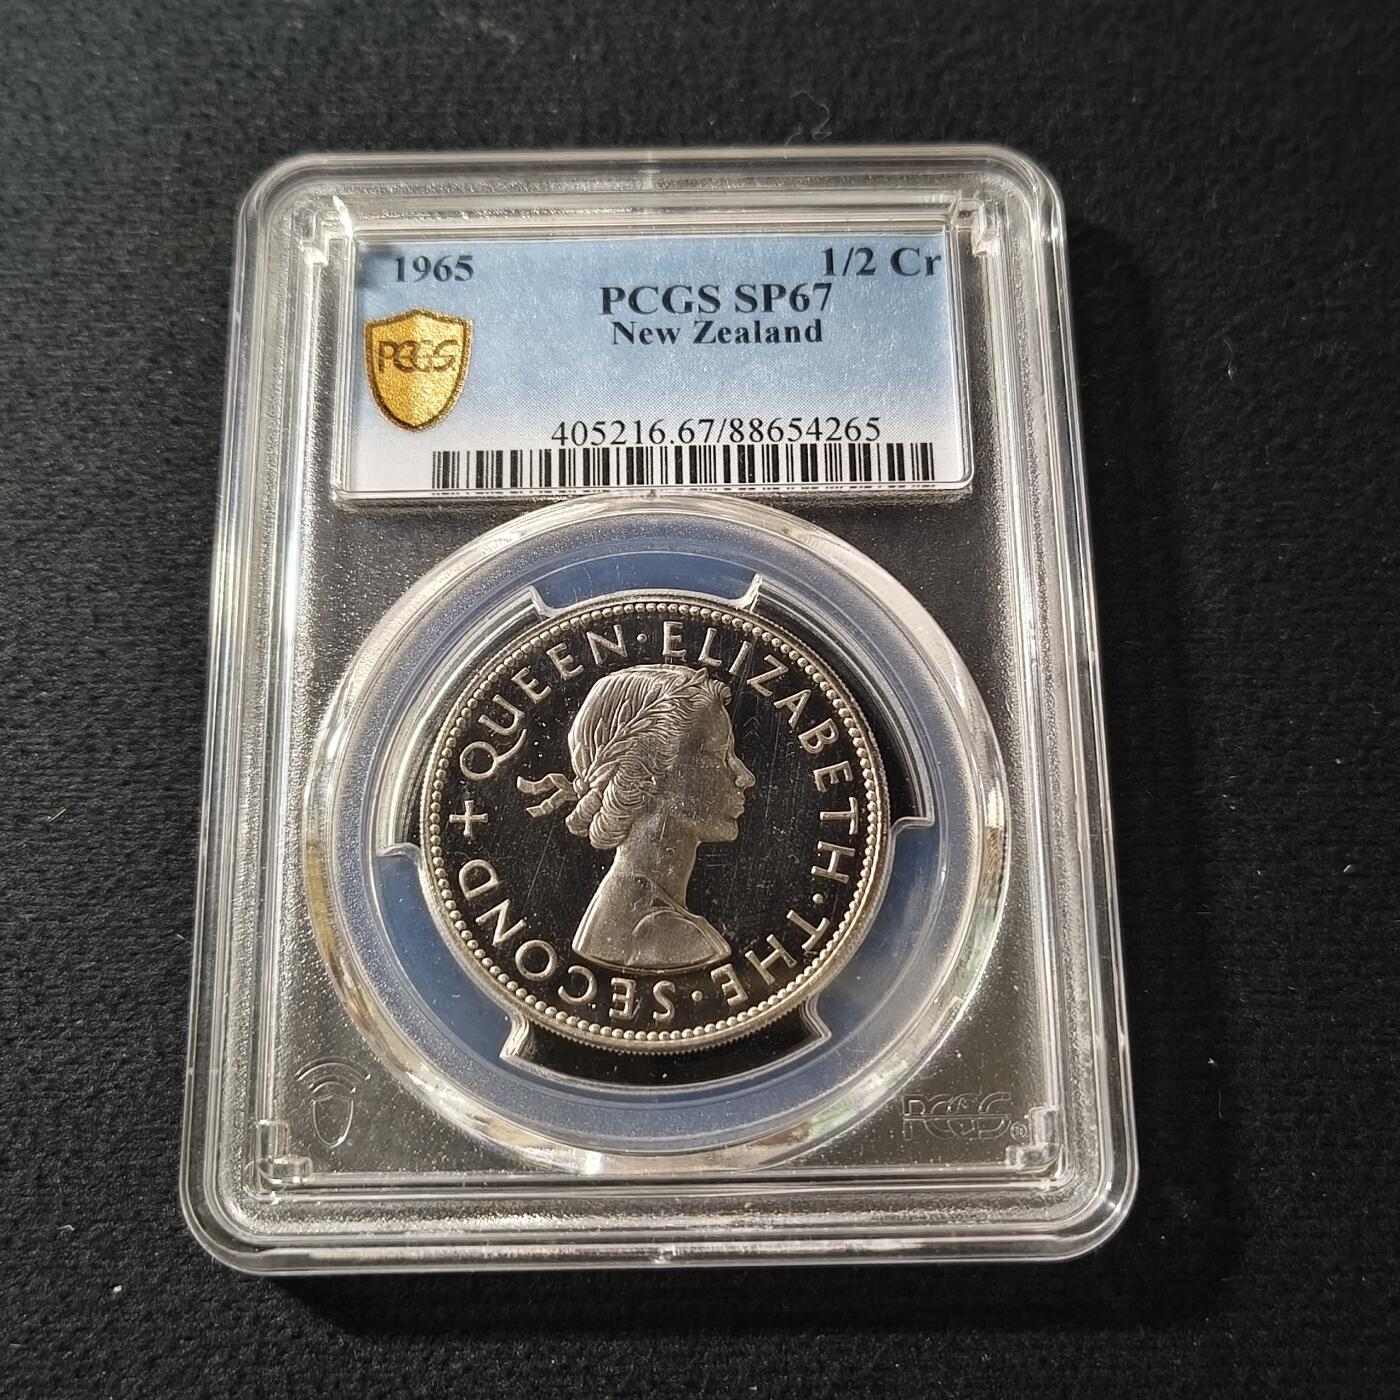 1965 1/2 Cr
PCGS SP67
New Zealand
PCGS
405216.67/88654265
QUEEN·ELIZABETH·THE·SECOND
PCGS®